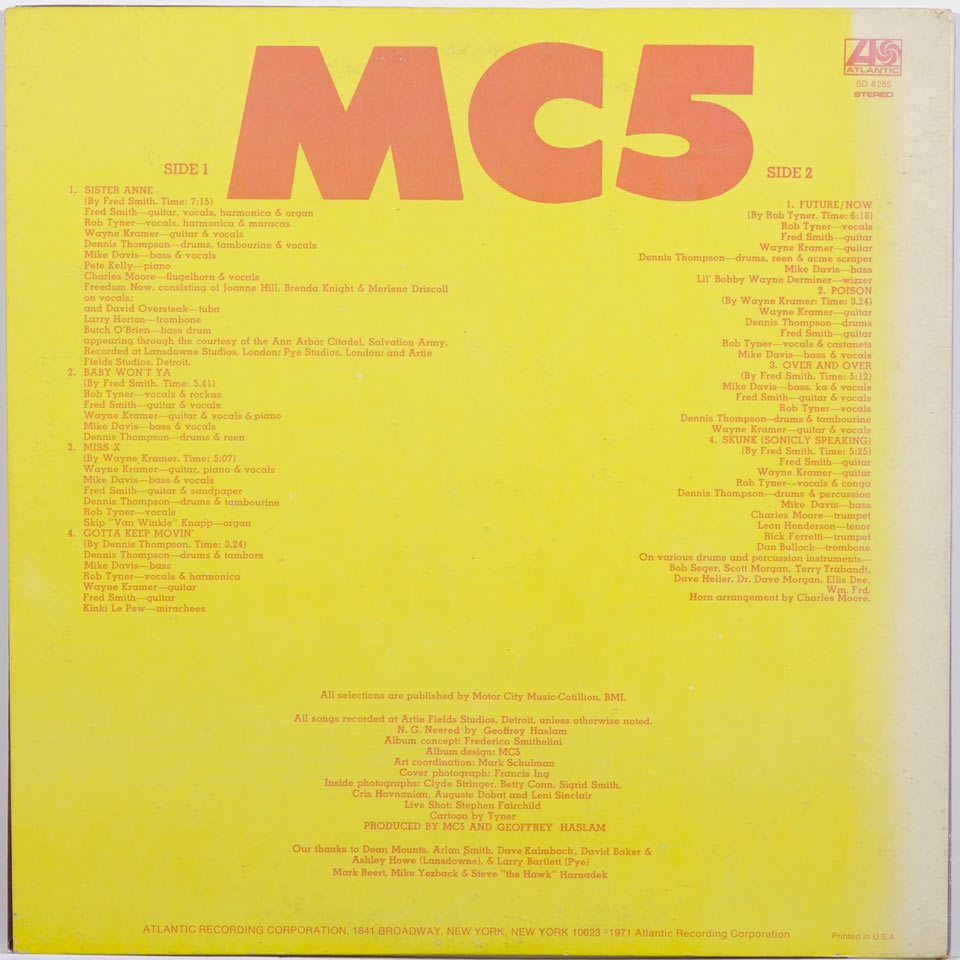 MC5
ATLANTIC
SD 8285
STEREO
SIDE 1
1. SISTER ANNE
(By Fred Smith. Time: 7:15)
Fred Smith—guitar, vocals, harmonica & organ
Rob Tyner—vocals, harmonica & maracas
Wayne Kramer—guitar & vocals
Dennis Thompson—drums, tambourine & vocals
Mike Davis—bass & vocals
Pete Kelly—piano
Charles Moore—flugelhorn & vocals
Freedom Now, consisting of Joanne Hill, Brenda Knight & Merlene Driscoll
on vocals;
and David Oversteak—tuba
Larry Horton—trombone
Butch O'Brien—bass drum
appearing through the courtesy of the Ann Arbor Citadel, Salvation Army.
Recorded at Lansdowne Studios, London; Pye Studios, London; and Artie
Fields Studios, Detroit.
2. BABY WON'T YA
(By Fred Smith. Time: 5.41)
Rob Tyner—vocals & rockas
Fred Smith—guitar & vocals
Wayne Kramer—guitar & vocals & piano
Mike Davis—bass & vocals
Dennis Thompson—drums & reen
3. MISS X
(By Wayne Kramer. Time: 5:07)
Wayne Kramer—guitar, piano & vocals
Mike Davis—bass & vocals
Fred Smith—guitar & sandpaper
Dennis Thompson—drums & tambourine
Rob Tyner—vocals
Skip "Van Winkle" Knapp—organ
4. GOTTA KEEP MOVIN'
(By Dennis Thompson. Time: 3.24)
Dennis Thompson—drums & tambors
Mike Davis—bass
Rob Tyner—vocals & harmonica
Wayne Kramer—guitar
Fred Smith—guitar
Kinki Le Pew—mirachees
SIDE 2
1. FUTURE/NOW
(By Rob Tyner. Time: 6:18)
Rob Tyner—vocals
Fred Smith—guitar
Wayne Kramer—guitar
Dennis Thompson—drums, reen & acme scraper
Mike Davis—bass
Lil' Bobby Wayne Derminer—wizzer
2. POISON
(By Wayne Kramer: Time: 3.24)
Wayne Kramer—guitar
Dennis Thompson—drums
Fred Smith—guitar
Rob Tyner—vocals & castanets
Mike Davis—bass & vocals
3. OVER AND OVER
(By Fred Smith. Time: 5:12)
Mike Davis—bass, ka & vocals
Fred Smith—guitar & vocals
Rob Tyner—vocals
Dennis Thompson—drums & tambourine
Wayne Kramer—guitar & vocals
4. SKUNK (SONICLY SPEAKING)
(By Fred Smith. Time: 5:25)
Fred Smith—guitar
Wayne Kramer—guitar
Rob Tyner—vocals & conga
Dennis Thompson—drums & percussion
Mike Davis—bass
Charles Moore—trumpet
Leon Henderson—tenor
Rick Ferretti—trumpet
Dan Bullock—trombone
On various drums and percussion instruments—
Bob Seger, Scott Morgan, Terry Trabandt,
Dave Heller, Dr. Dave Morgan, Ellis Dee,
Wm. Frd.
Horn arrangement by Charles Moore.
All selections are published by Motor City Music-Cotillion, BMI.
All songs recorded at Artie Fields Studios, Detroit, unless otherwise noted.
N. G. Neered by Geoffrey Haslam
Album concept: Frederico Smithelini
Album design: MC5
Art coordination: Mark Schulman
Cover photograph: Francis Ing
Inside photographs: Clyde Stringer, Betty Conn, Sigrid Smith,
Cris Hovnanian, Auguste Dobat and Leni Sinclair
Live Shot: Stephen Fairchild
Cartoon by Tyner
PRODUCED BY MC5 AND GEOFFREY HASLAM
Our thanks to Dean Mounts, Arlan Smith, Dave Kalmbach, David Baker &
Ashley Howe (Lansdowne), & Larry Bartlett (Pye)
Mark Beert, Mike Yezback & Steve "the Hawk" Harnadek
ATLANTIC RECORDING CORPORATION, 1841 BROADWAY, NEW YORK, NEW YORK 10023 ©1971 Atlantic Recording Corporation
Printed in U.S.A.